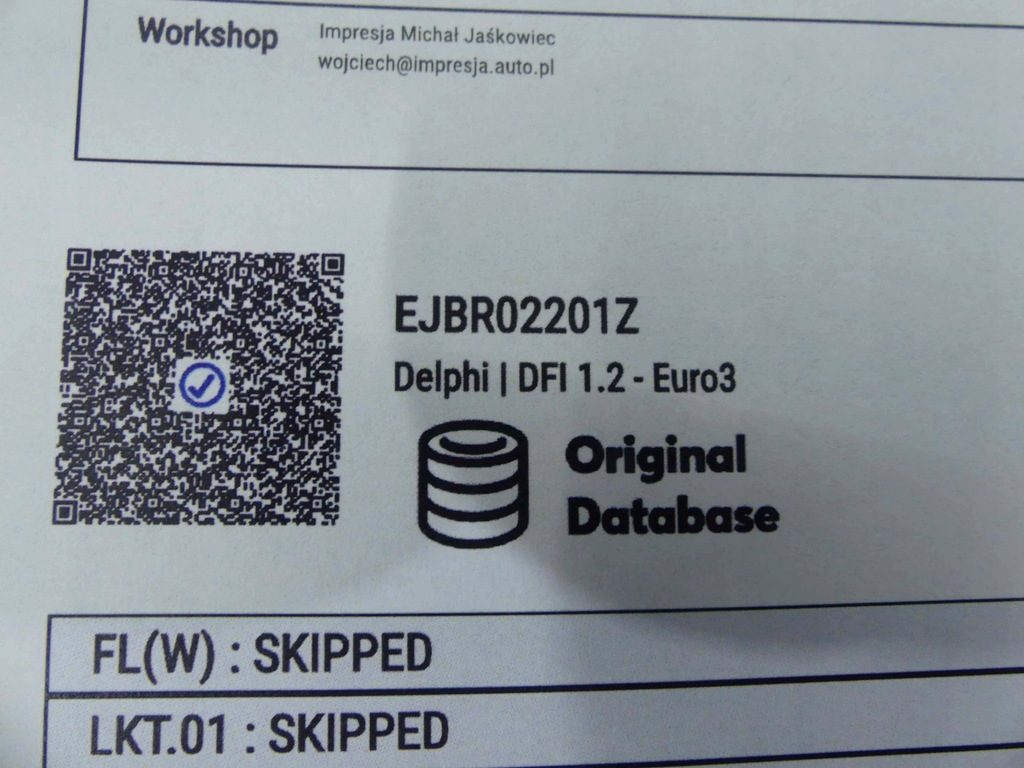 Workshop
Impresja Michał Jaśkowiec
wojciech@impresja.auto.pl
EJBR02201Z
Delphi | DFI 1.2 - Euro3
Original
Database
FL(W) : SKIPPED
LKT.01 : SKIPPED